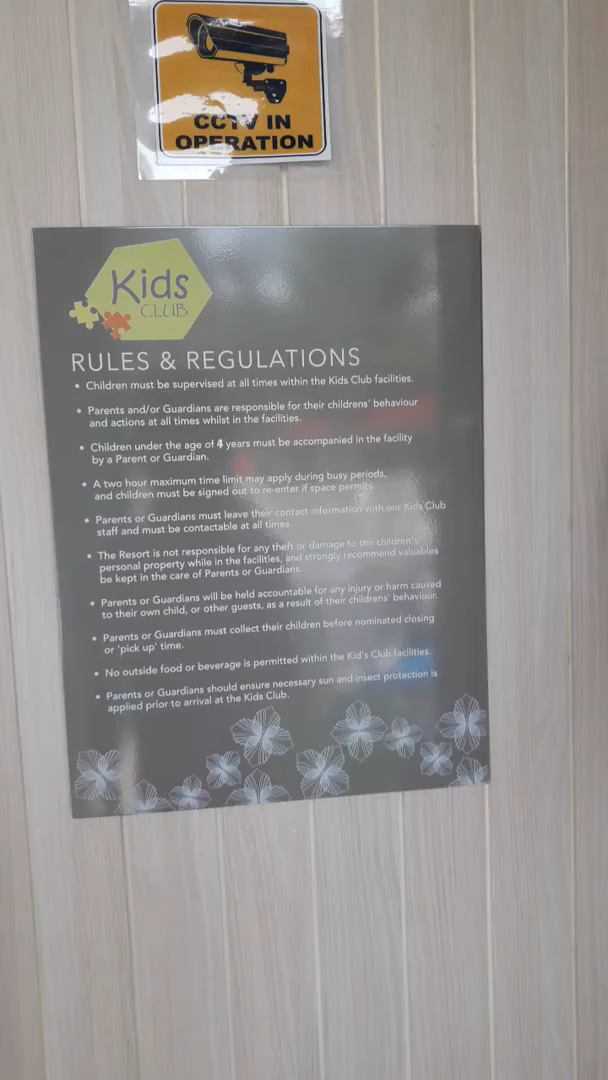 CCTV IN
OPERATION
Kids
CLUB
RULES & REGULATIONS
• Children must be supervised at all times within the Kids Club facilities.
• Parents and/or Guardians are responsible for their childrens' behaviour
and actions at all times whilst in the facilities.
• Children under the age of 4 years must be accompanied in the facility
by a Parent or Guardian.
• A two hour maximum time limit may apply during busy periods,
and children must be signed out to re-enter if space permits.
• Parents or Guardians must leave their contact information with our Kids Club
staff and must be contactable at all times.
• The Resort is not responsible for any theft or damage to the children's
personal property while in the facilities, and strongly recommend valuables
be kept in the care of Parents or Guardians.
• Parents or Guardians will be held accountable for any injury or harm caused
to their own child, or other guests, as a result of their childrens' behaviour.
• Parents or Guardians must collect their children before nominated closing
or 'pick up' time.
• No outside food or beverage is permitted within the Kid's Club facilities.
• Parents or Guardians should ensure necessary sun and insect protection is
applied prior to arrival at the Kids Club.